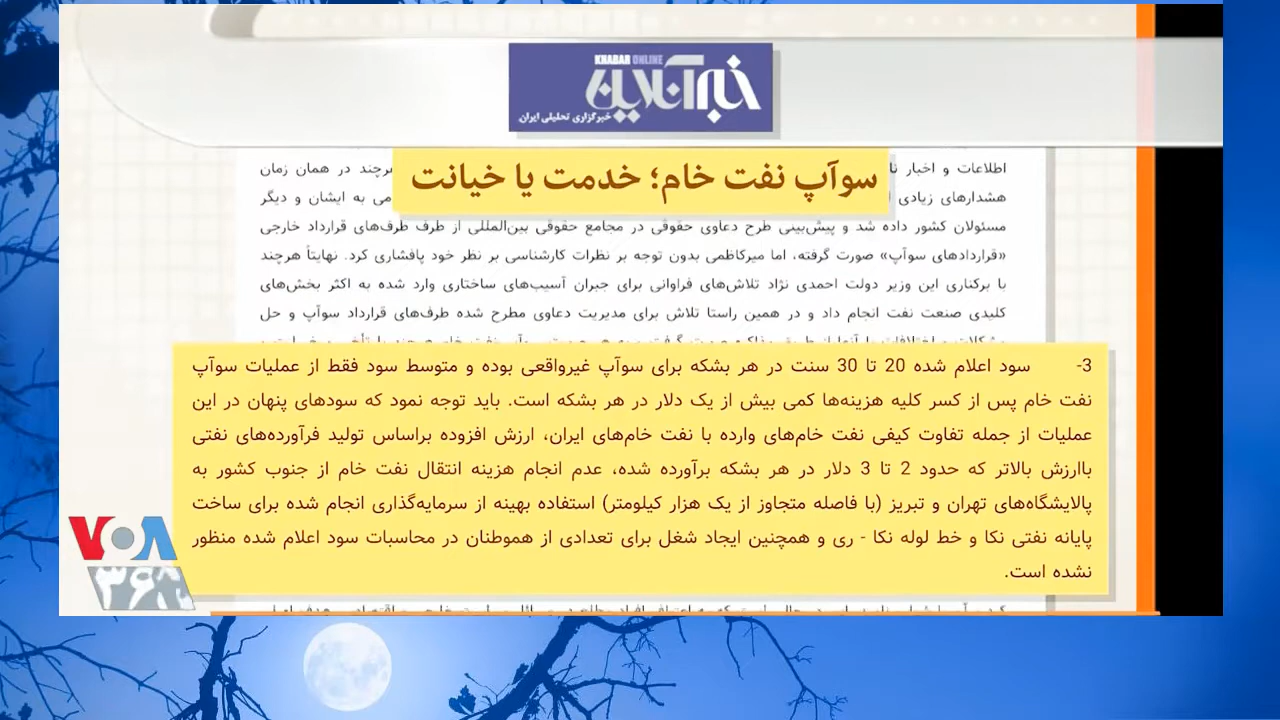 KHABAR ONLINE
خبرآنلاین
خبرگزاری تحلیلی ایران
سوآپ نفت خام؛ خدمت یا خیانت
اطلاعات و اخبار هرچند در همان زمان
هشدارهای زیادی به ایشان و دیگر
مسئولان کشور داده شد و پیش‌بینی طرح دعاوی حقوقی در مجامع حقوقی بین‌المللی از طرف طرف‌های قرارداد خارجی
«قراردادهای سوآپ» صورت گرفته، اما میرکاظمی بدون توجه بر نظرات کارشناسی بر نظر خود پافشاری کرد. نهایتاً هرچند
با برکناری این وزیر دولت احمدی نژاد تلاش‌های فراوانی برای جبران آسیب‌های ساختاری وارد شده به اکثر بخش‌های
کلیدی صنعت نفت انجام داد و در همین راستا تلاش برای مدیریت دعاوی مطرح شده طرف‌های قرارداد سوآپ و حل
3- سود اعلام شده 20 تا 30 سنت در هر بشکه برای سوآپ غیرواقعی بوده و متوسط سود فقط از عملیات سوآپ
نفت خام پس از کسر کلیه هزینه‌ها کمی بیش از یک دلار در هر بشکه است. باید توجه نمود که سودهای پنهان در این
عملیات از جمله تفاوت کیفی نفت خام‌های وارده با نفت خام‌های ایران، ارزش افزوده براساس تولید فرآورده‌های نفتی
باارزش بالاتر که حدود 2 تا 3 دلار در هر بشکه برآورده شده، عدم انجام هزینه انتقال نفت خام از جنوب کشور به
پالایشگاه‌های تهران و تبریز (با فاصله متجاوز از یک هزار کیلومتر) استفاده بهینه از سرمایه‌گذاری انجام شده برای ساخت
پایانه نفتی نکا و خط لوله نکا - ری و همچنین ایجاد شغل برای تعدادی از هموطنان در محاسبات سود اعلام شده منظور
نشده است.
VOA
۳۶۵